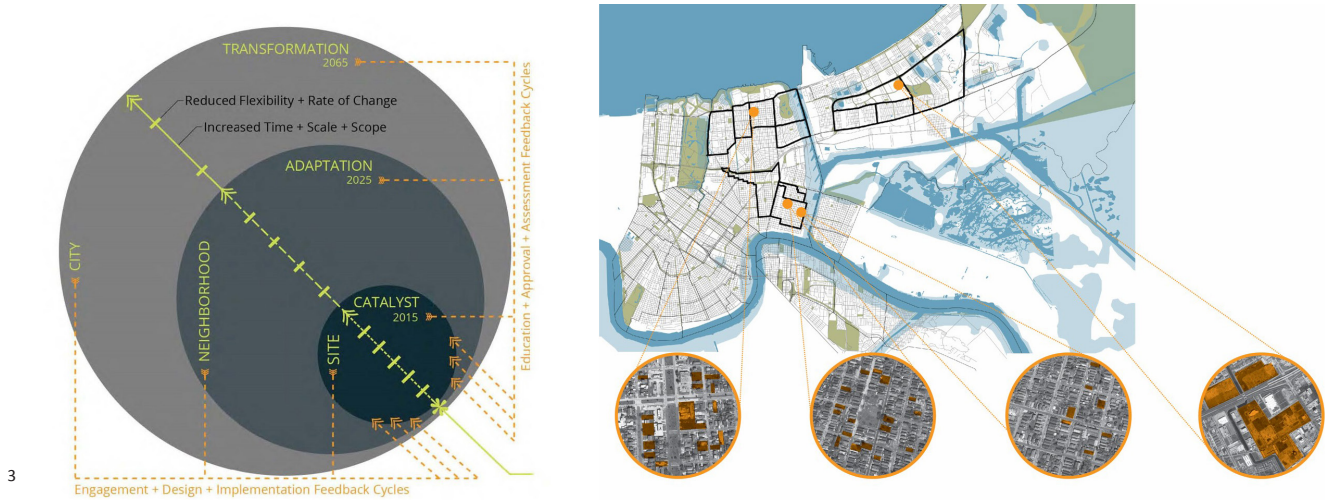 TRANSFORMATION
2065
Reduced Flexibility + Rate of Change
Increased Time + Scale + Scope
ADAPTATION
2025
CITY
NEIGHBORHOOD
CATALYST
2015
SITE
Education + Approval + Assessment Feedback Cycles
3
Engagement + Design + Implementation Feedback Cycles